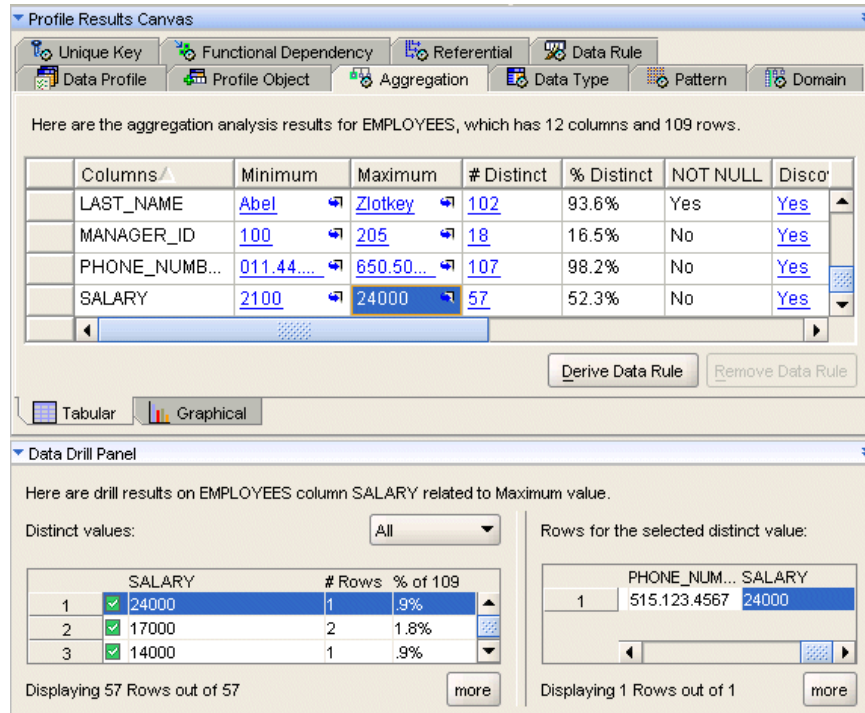 Profile Results Canvas
Unique Key Functional Dependency Referential Data Rule
Data Profile Profile Object Aggregation Data Type Pattern Domain
Here are the aggregation analysis results for EMPLOYEES, which has 12 columns and 109 rows.
Columns Minimum Maximum # Distinct % Distinct NOT NULL Disco
LAST_NAME Abel Zlotkey 102 93.6% Yes Yes
MANAGER_ID 100 205 18 16.5% No Yes
PHONE_NUMB... 011.44.... 650.50... 107 98.2% No Yes
SALARY 2100 24000 57 52.3% No Yes
Derive Data Rule Remove Data Rule
Tabular Graphical
Data Drill Panel
Here are drill results on EMPLOYEES column SALARY related to Maximum value.
Distinct values: All
SALARY # Rows % of 109
1 24000 1 .9%
2 17000 2 1.8%
3 14000 1 .9%
Displaying 57 Rows out of 57 more
Rows for the selected distinct value:
PHONE_NUM... SALARY
1 515.123.4567 24000
Displaying 1 Rows out of 1 more